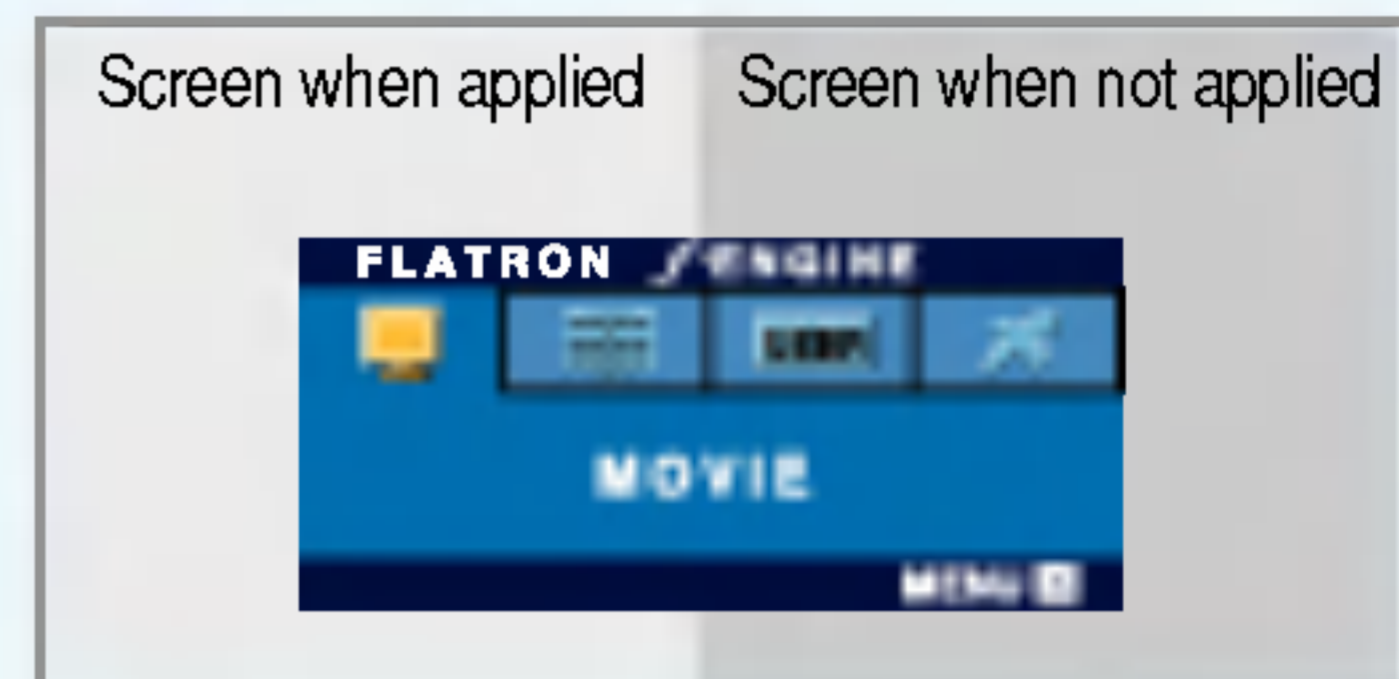 Screen when applied
Screen when not applied
FLATRON ƒ ENGINE
MOVIE
MENU